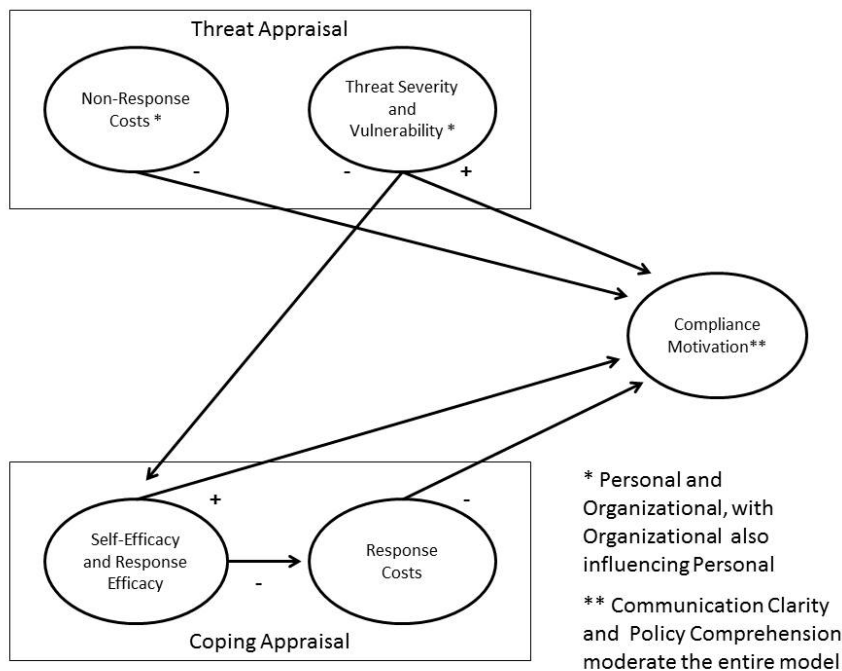 Threat Appraisal
Non-Response
Costs *
Threat Severity
and
Vulnerability *
-
-
+
Compliance
Motivation**
+
-
Self-Efficacy
and Response
Efficacy
-
Response
Costs
Coping Appraisal
* Personal and
Organizational, with
Organizational also
influencing Personal
** Communication Clarity
and Policy Comprehension
moderate the entire model